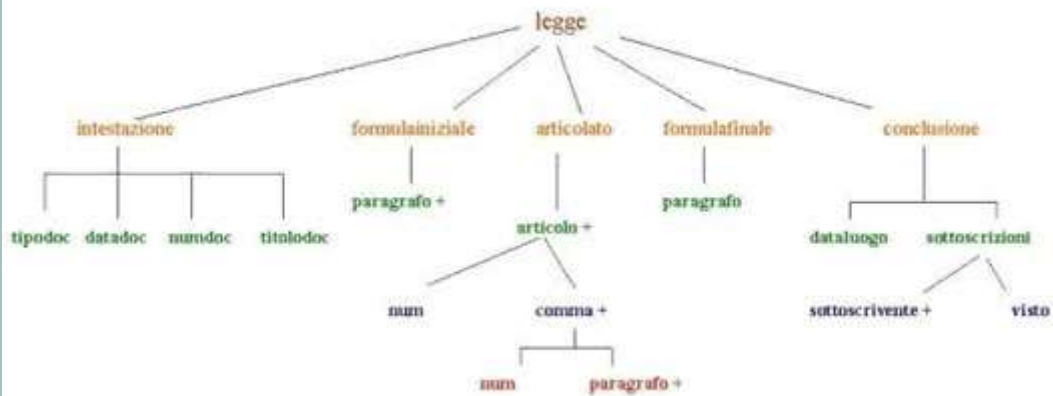 legge
intestazione formulainiziale articolato formulafinale conclusione
paragrafo + paragrafo
tipodoc datadoc numdoc titolodoc articolo + dataluogo sottoscrizioni
num comma + sottoscrivente + visto
num paragrafo +